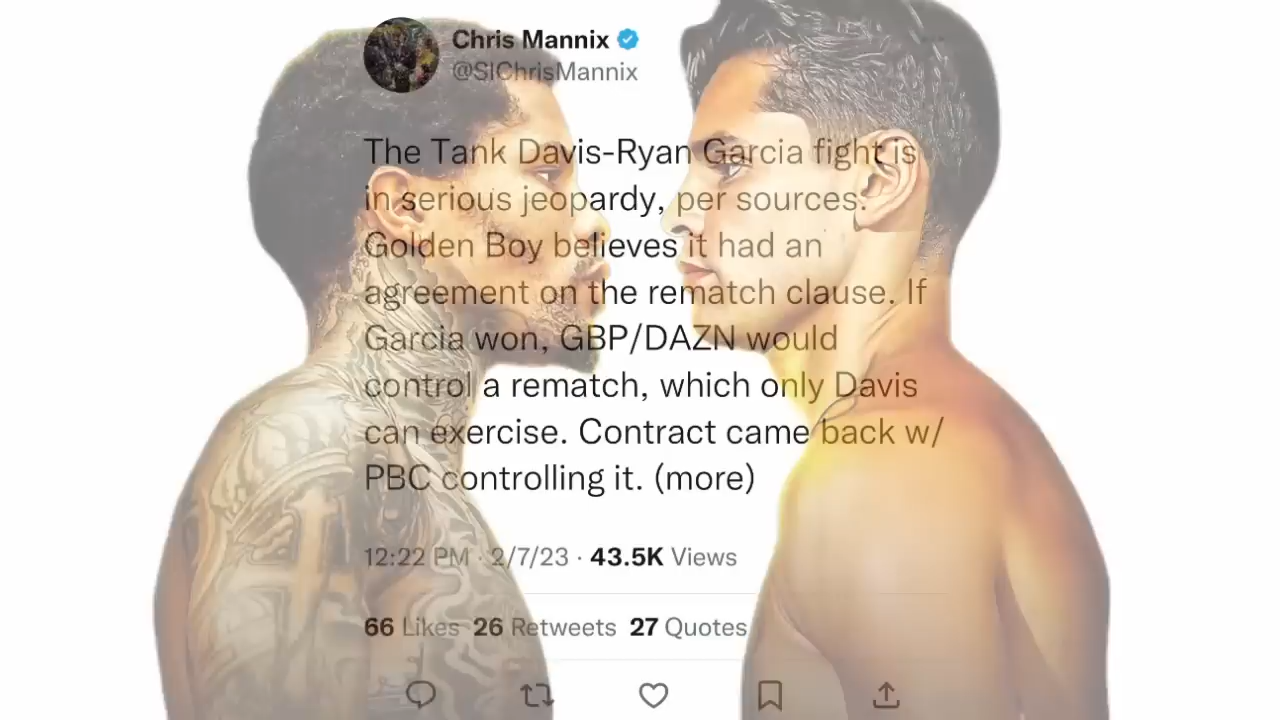 Chris Mannix
@SIChrisMannix
The Tank Davis-Ryan Garcia fight is
in serious jeopardy, per sources.
Golden Boy believes it had an
agreement on the rematch clause. If
Garcia won, GBP/DAZN would
control a rematch, which only Davis
can exercise. Contract came back w/
PBC controlling it. (more)
12:22 PM · 2/7/23 · 43.5K Views
66 Likes 26 Retweets 27 Quotes